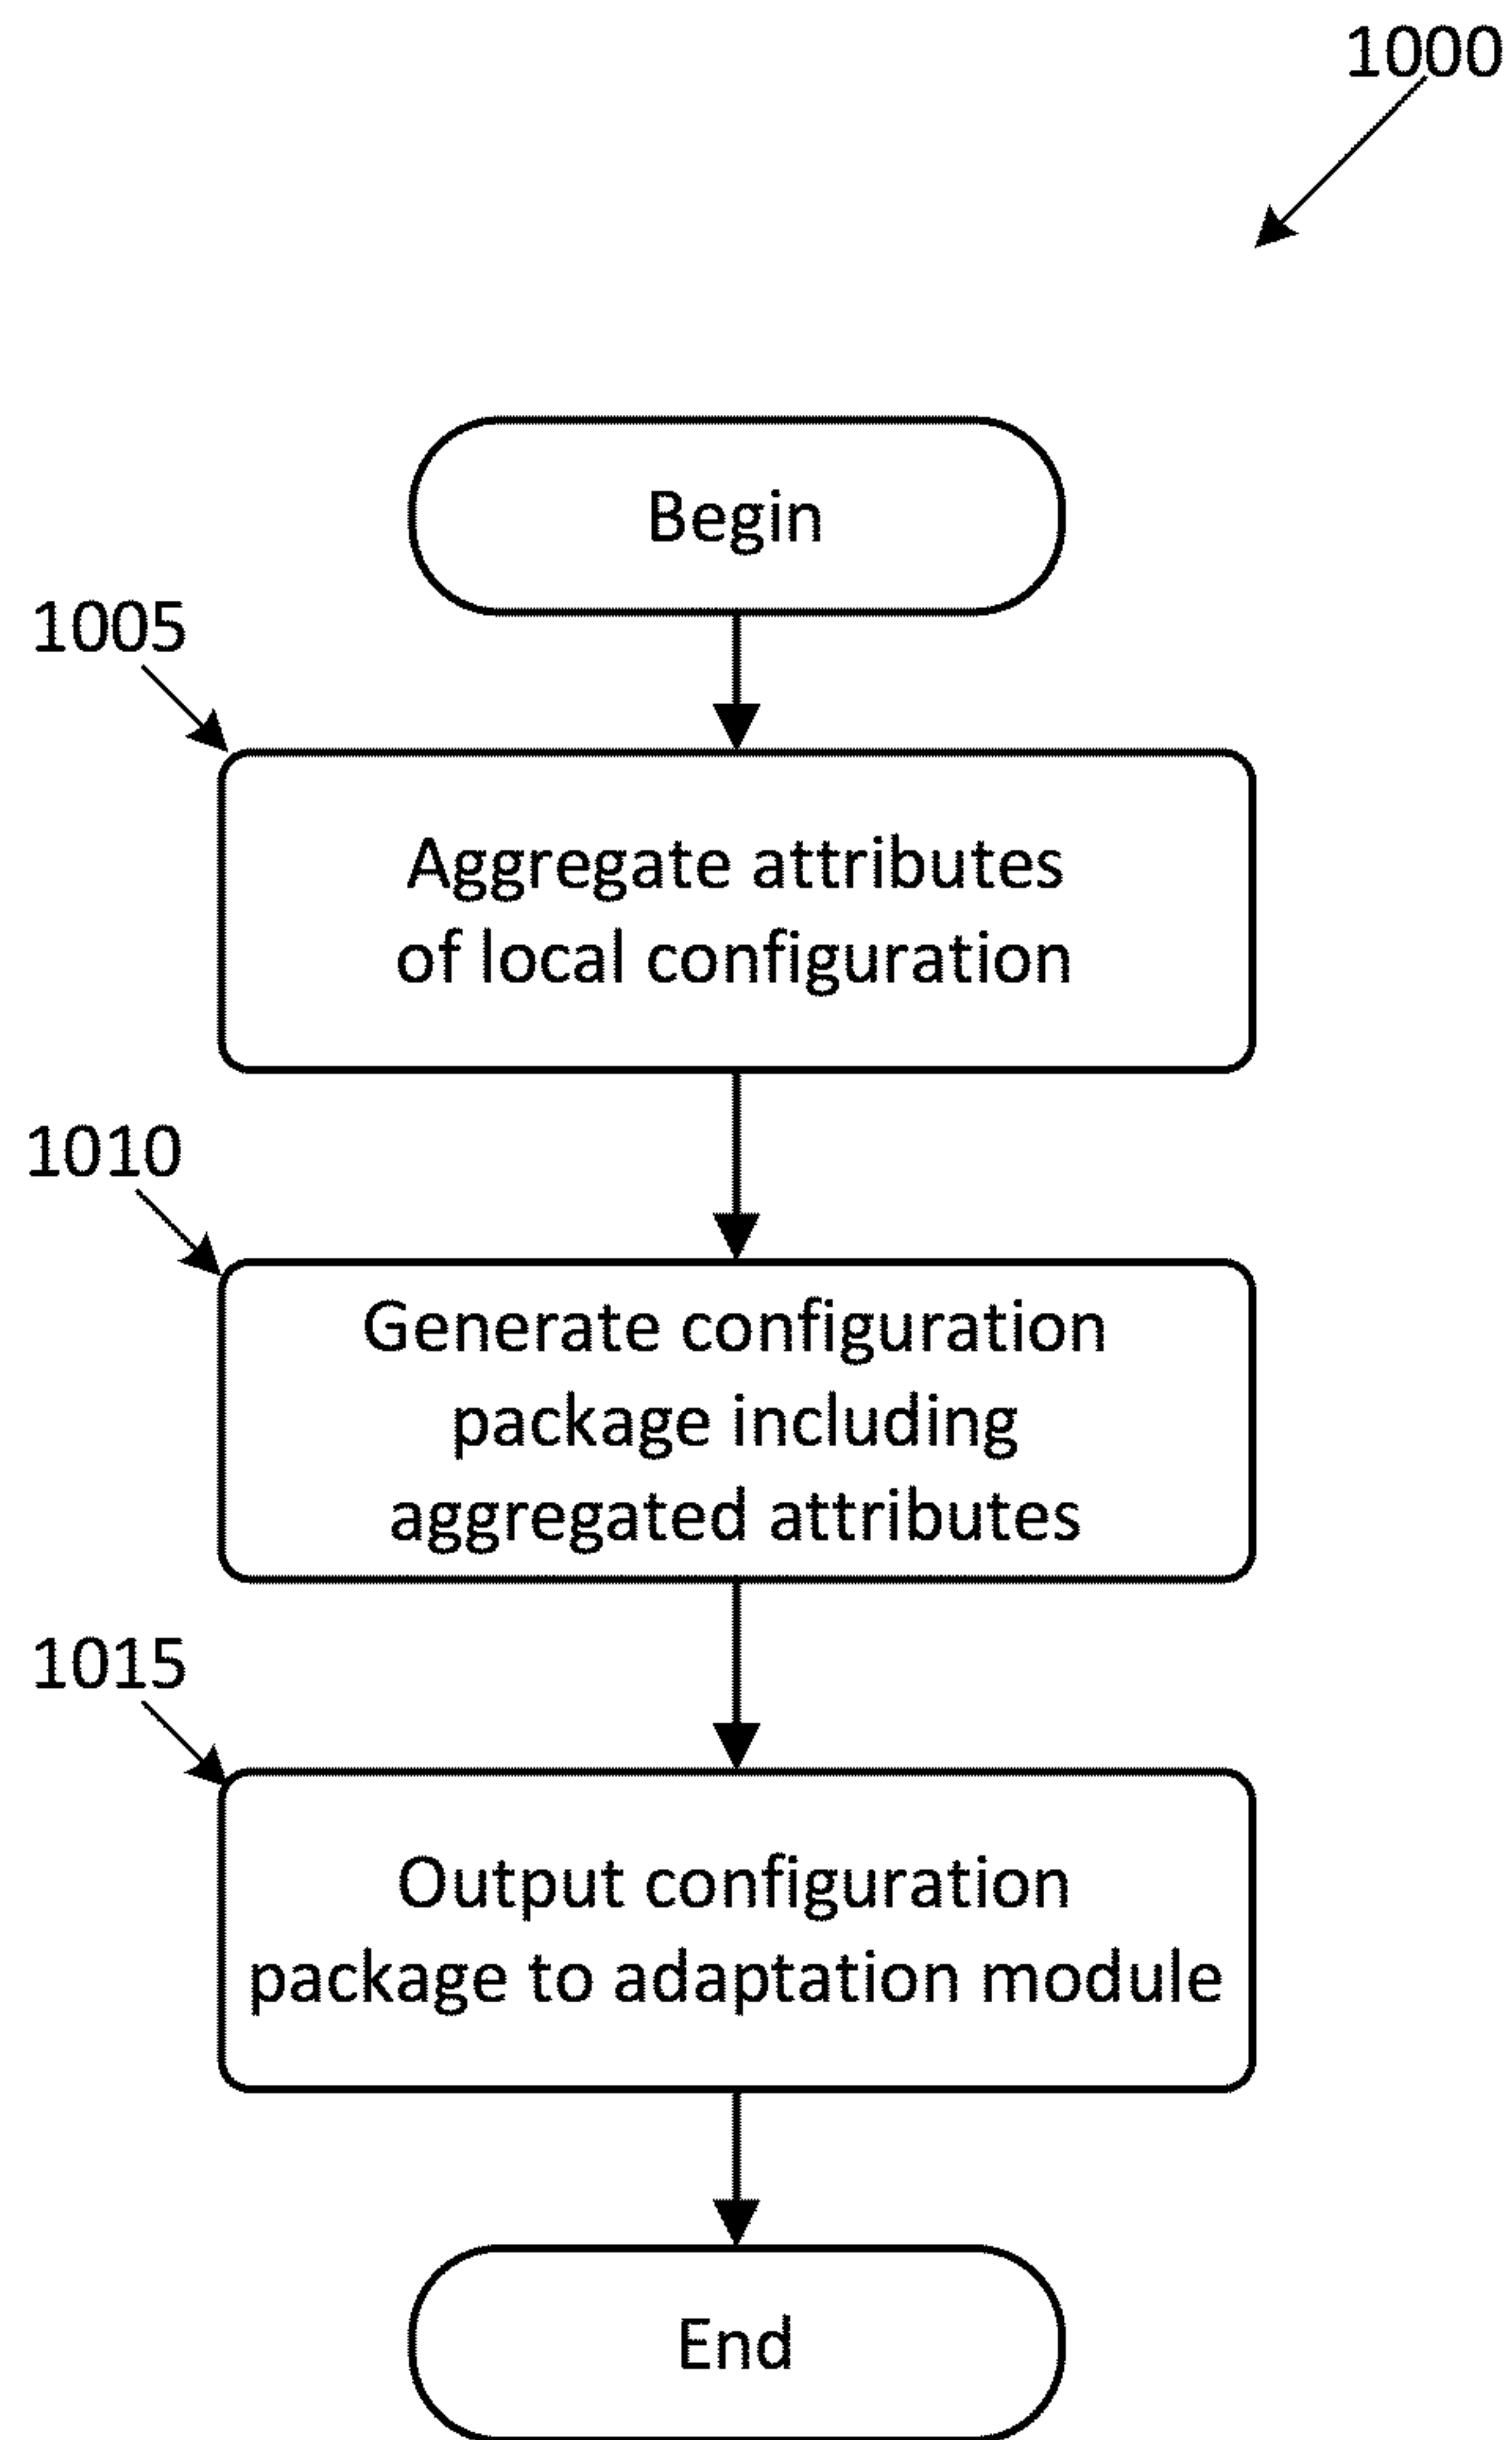 1000
Begin
1005
Aggregate attributes
of local configuration
1010
Generate configuration
package including
aggregated attributes
1015
Output configuration
package to adaptation module
End